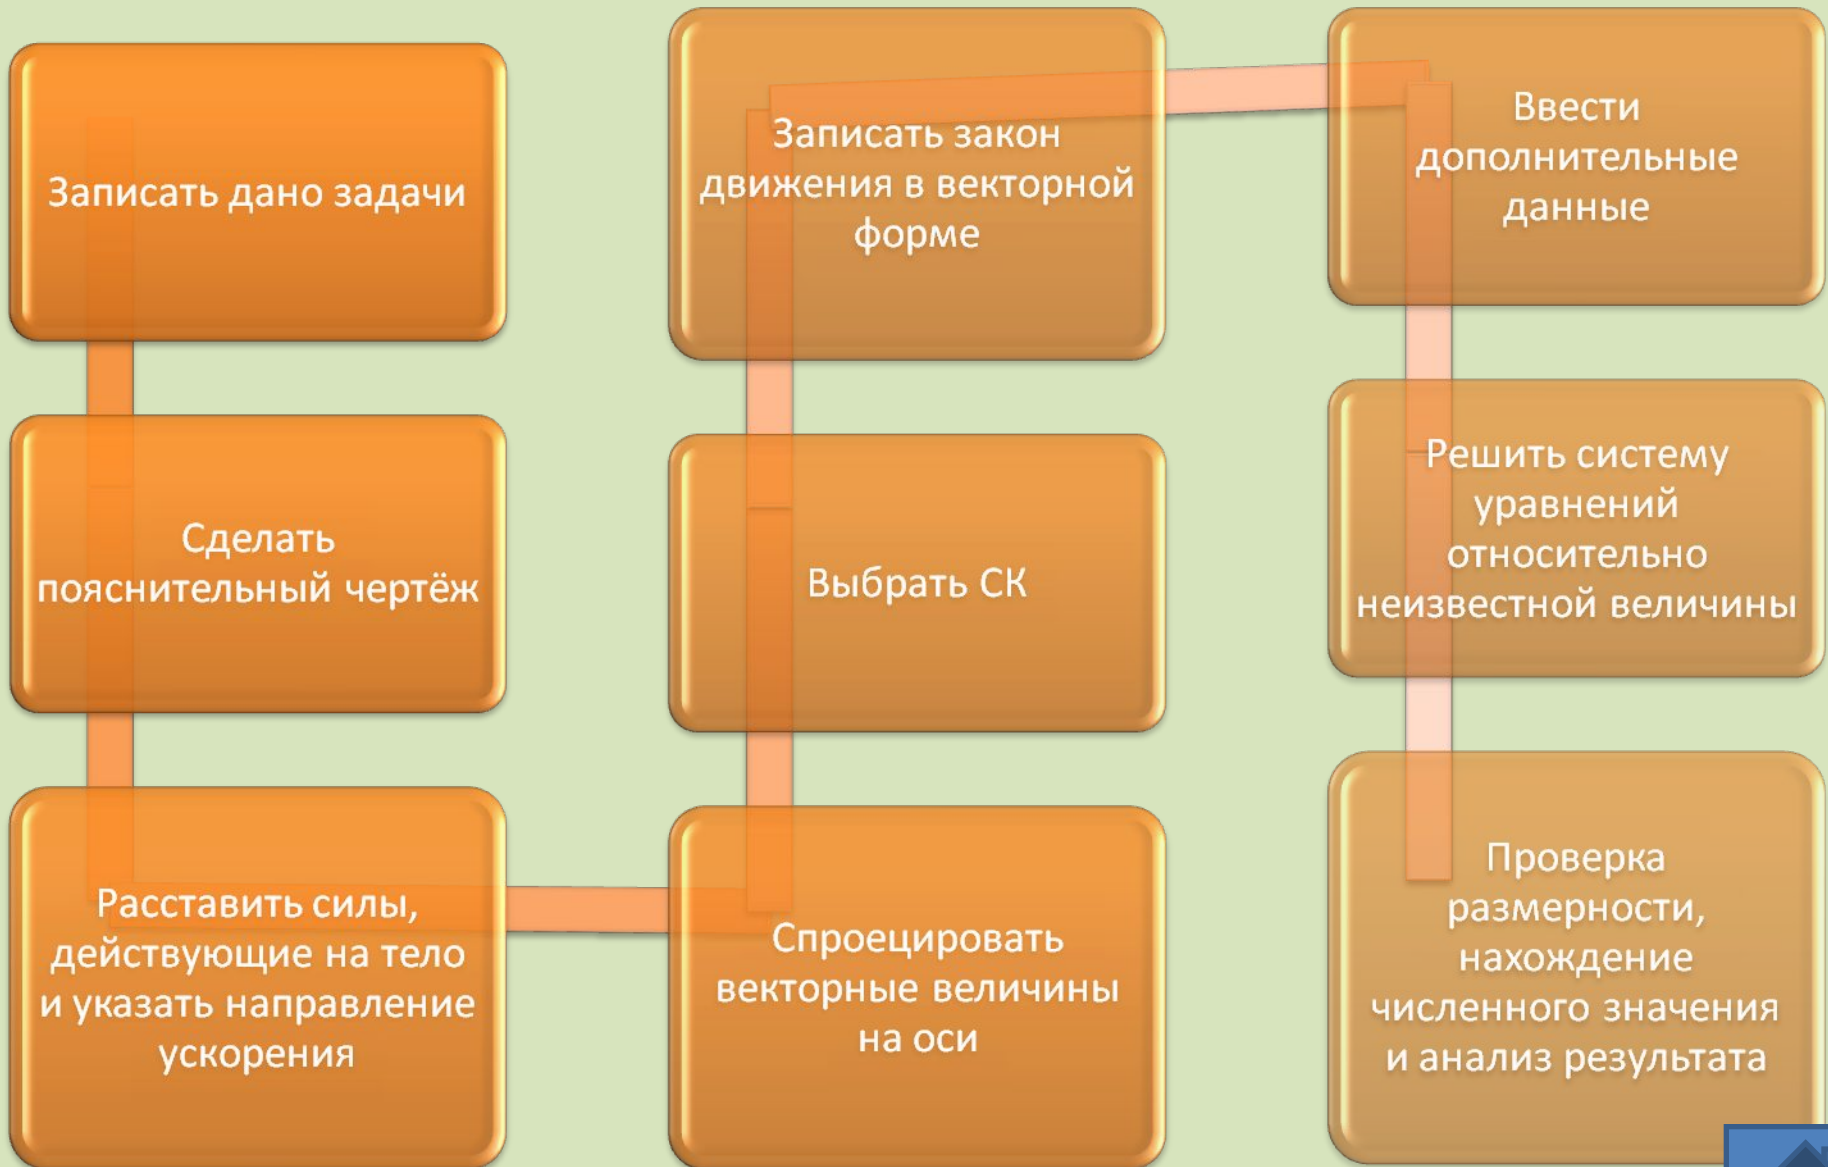 Записать дано задачи
Сделать
пояснительный чертёж
Расставить силы,
действующие на тело
и указать направление
ускорения
Спроецировать
векторные величины
на оси
Выбрать СК
Записать закон
движения в векторной
форме
Ввести
дополнительные
данные
Решить систему
уравнений
относительно
неизвестной величины
Проверка
размерности,
нахождение
численного значения
и анализ результата